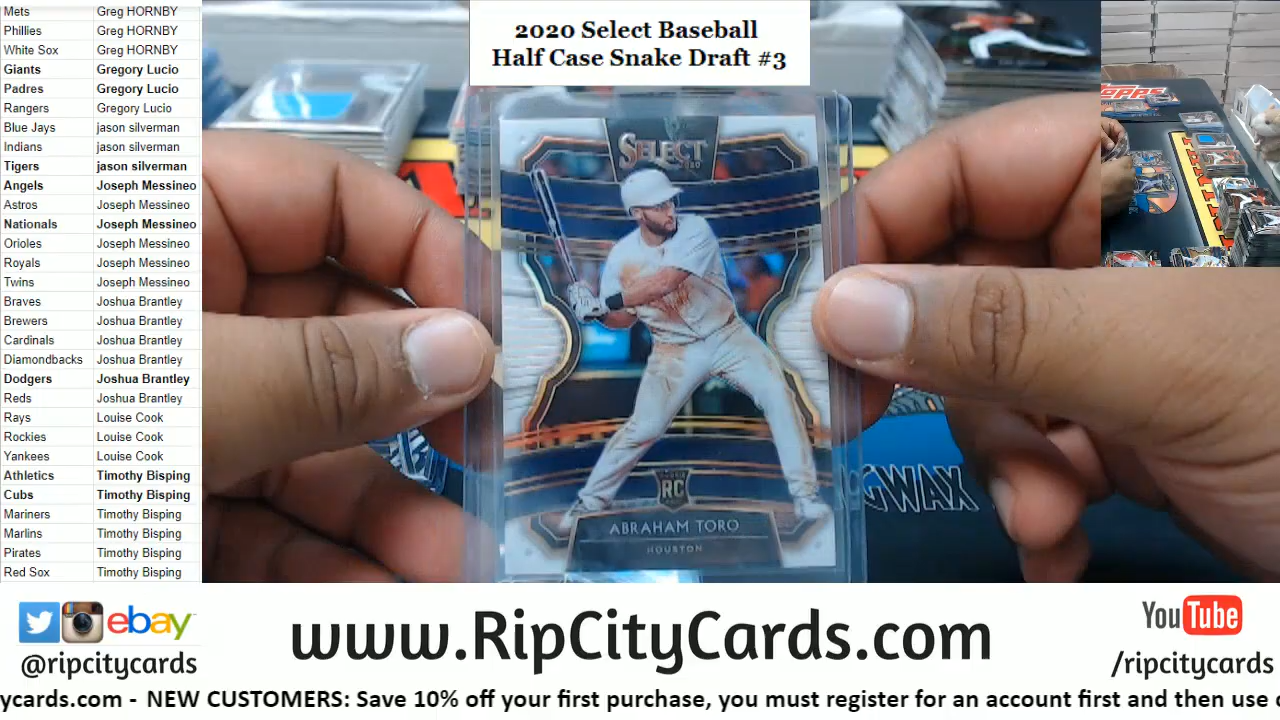 Mets Greg HORNBY
Phillies Greg HORNBY
White Sox Greg HORNBY
Giants Gregory Lucio
Padres Gregory Lucio
Rangers Gregory Lucio
Blue Jays jason silverman
Indians jason silverman
Tigers jason silverman
Angels Joseph Messineo
Astros Joseph Messineo
Nationals Joseph Messineo
Orioles Joseph Messineo
Royals Joseph Messineo
Twins Joseph Messineo
Braves Joshua Brantley
Brewers Joshua Brantley
Cardinals Joshua Brantley
Diamondbacks Joshua Brantley
Dodgers Joshua Brantley
Reds Joshua Brantley
Rays Louise Cook
Rockies Louise Cook
Yankees Louise Cook
Athletics Timothy Bisping
Cubs Timothy Bisping
Mariners Timothy Bisping
Marlins Timothy Bisping
Pirates Timothy Bisping
Red Sox Timothy Bisping
2020 Select Baseball
Half Case Snake Draft #3
SELECT
RC
ABRAHAM TORO
HOUSTON
GWAX
TOPPS
ebay
@ripcitycards
www.RipCityCards.com
YouTube
/ripcitycards
ycards.com - NEW CUSTOMERS: Save 10% off your first purchase, you must register for an account first and then use